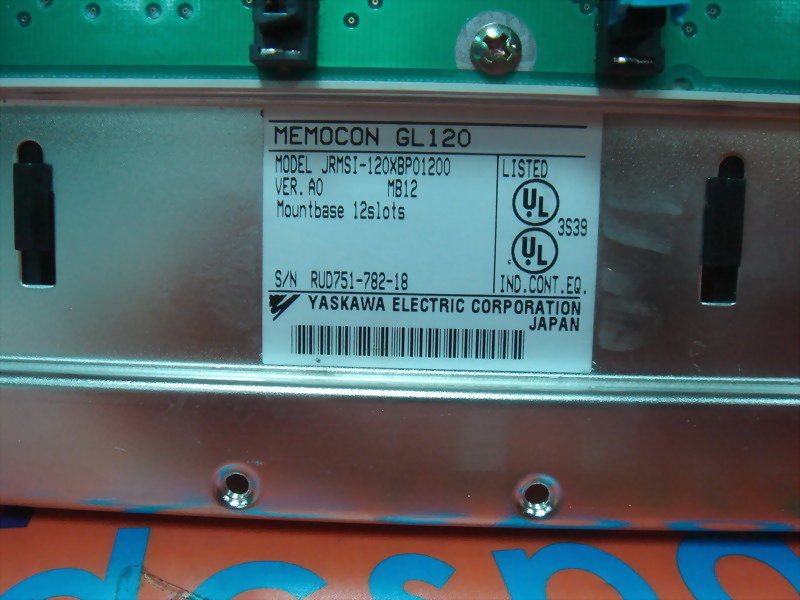 MEMOCON GL120
MODEL JRMSI-120XBP01200
VER. A0 MB12
Mountbase 12slots
S/N RUD751-782-18
LISTED
UL
3S39
c UL
IND.CONT.EQ.
YASKAWA ELECTRIC CORPORATION
JAPAN
dcspo